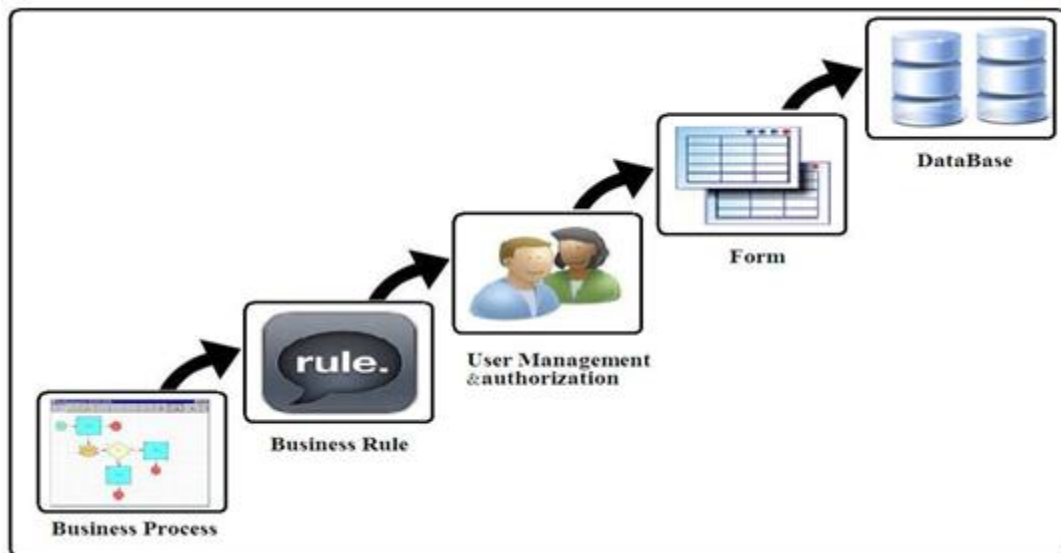 DataBase
Form
User Management
&authorization
rule.
Business Rule
Business Process